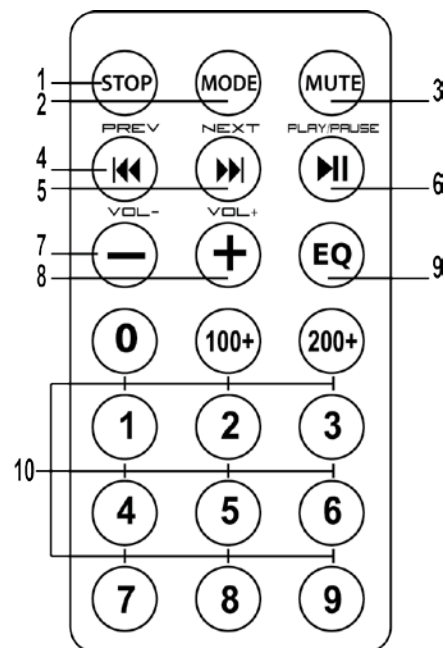 1 STOP MODE MUTE 3
2
PREV NEXT PLAY/PAUSE
4
5 6
VOL- VOL+
7 EQ 9
8
0 100+ 200+
1 2 3
10
4 5 6
7 8 9